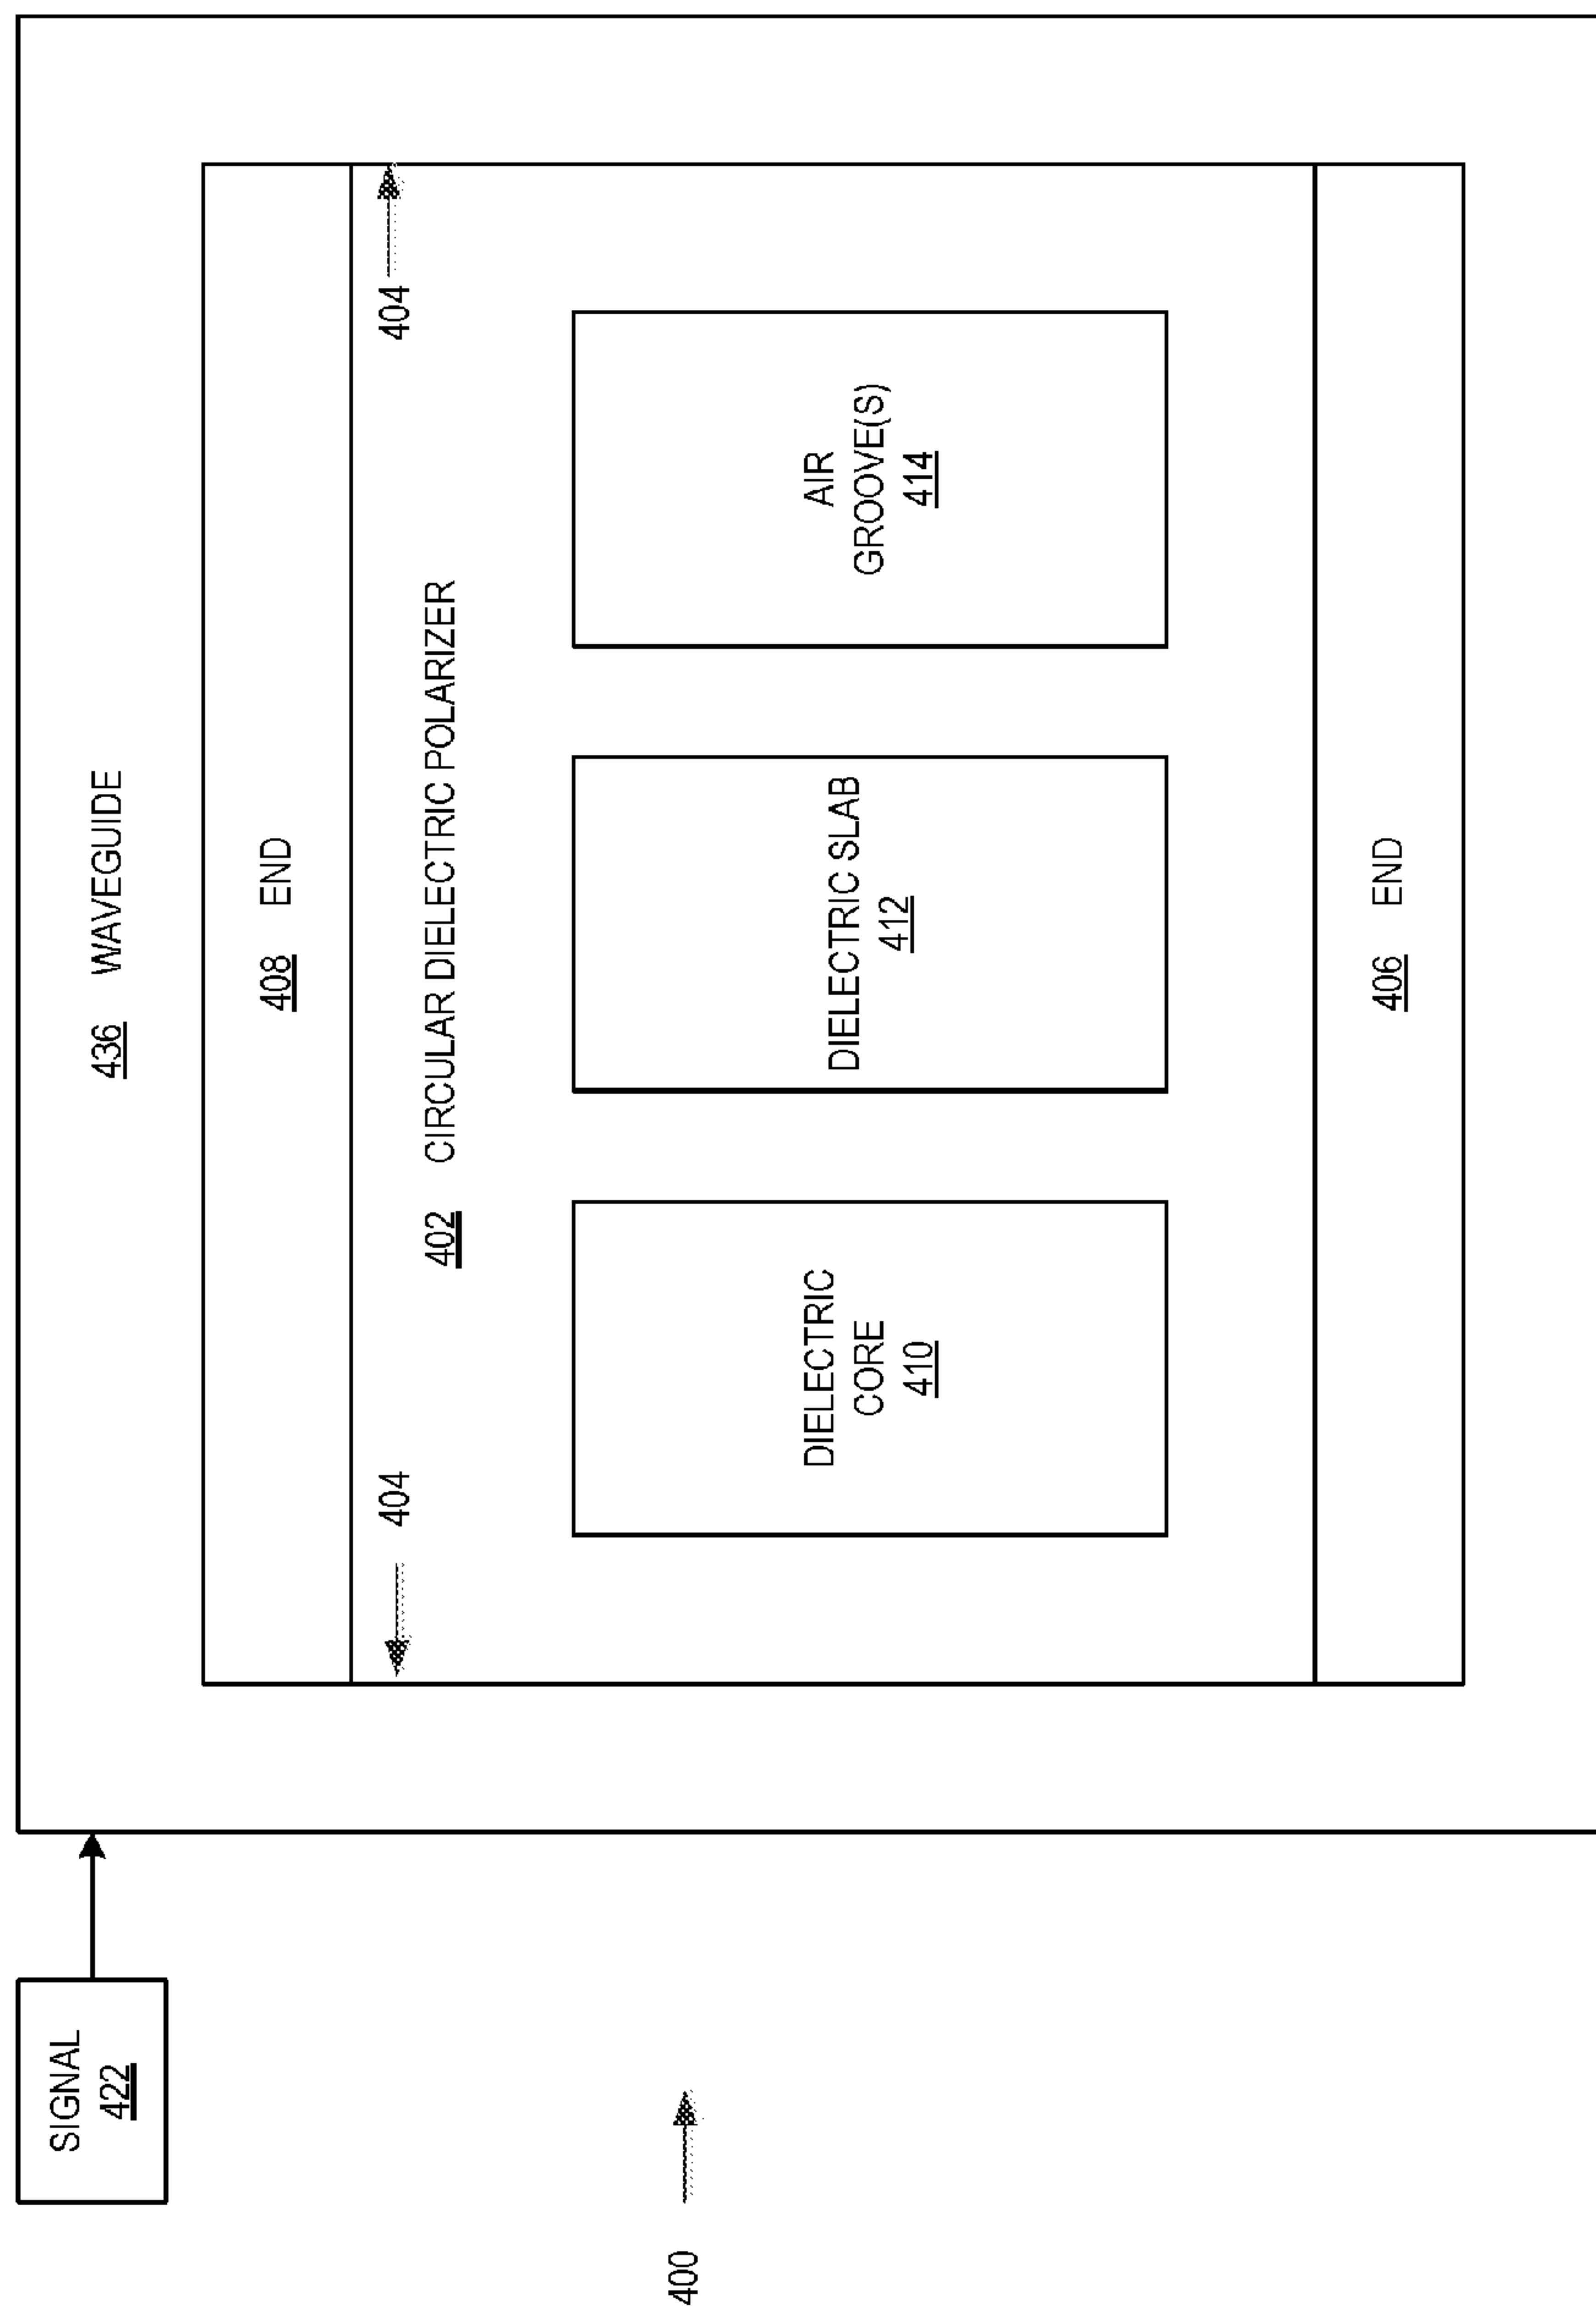 SIGNAL
422
436 WAVEGUIDE
408 END
404
404
402 CIRCULAR DIELECTRIC POLARIZER
400
DIELECTRIC
CORE
410
DIELECTRIC SLAB
412
AIR
GROOVE(S)
414
406 END